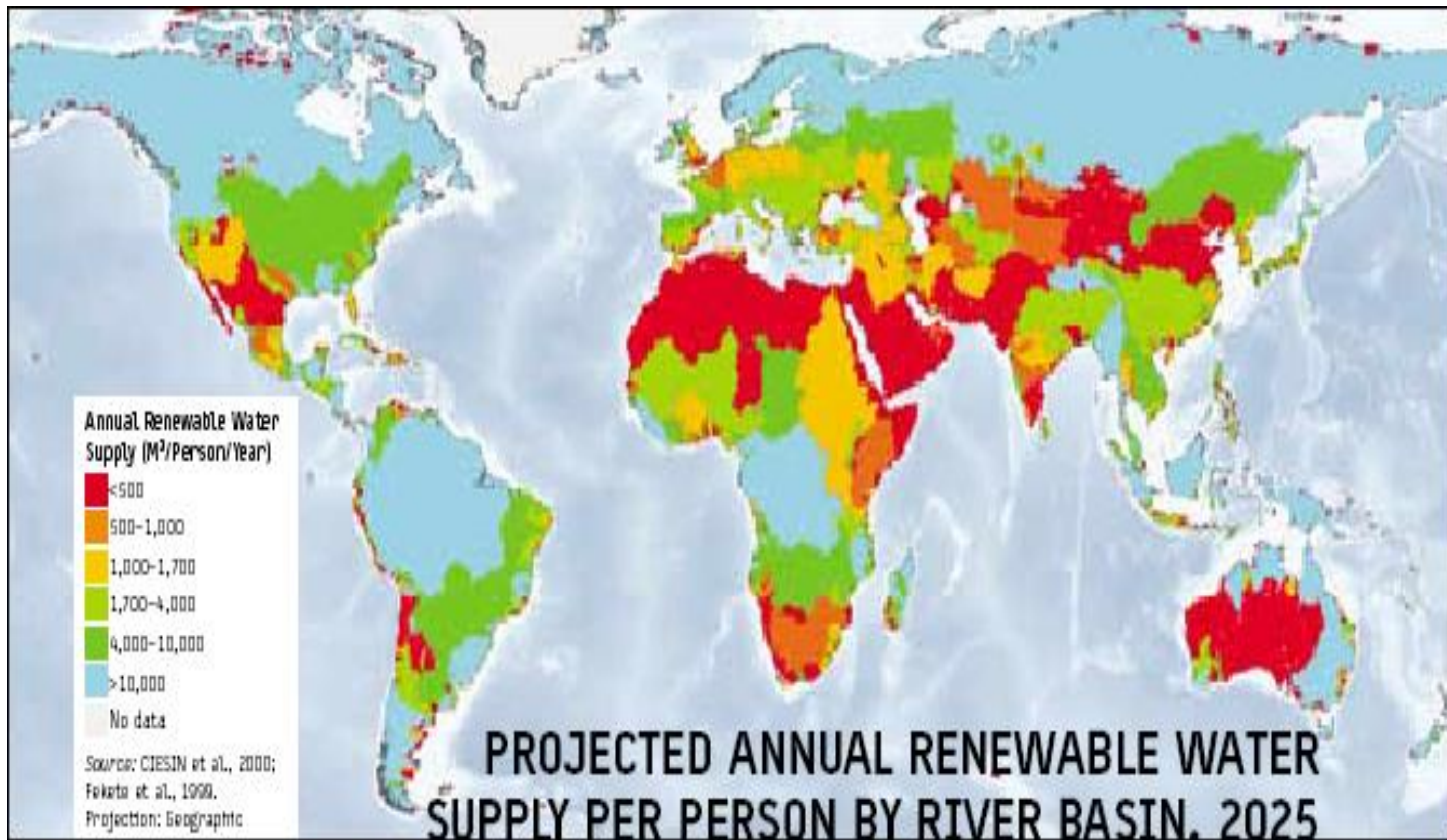 Annual Renewable Water
Supply (M³/Person/Year)
<500
500–1,000
1,000–1,700
1,700–4,000
4,000–10,000
>10,000
No data
Source: CIESIN et al., 2000;
Fekete et al., 1999.
Projection: Geographic
PROJECTED ANNUAL RENEWABLE WATER
SUPPLY PER PERSON BY RIVER BASIN, 2025